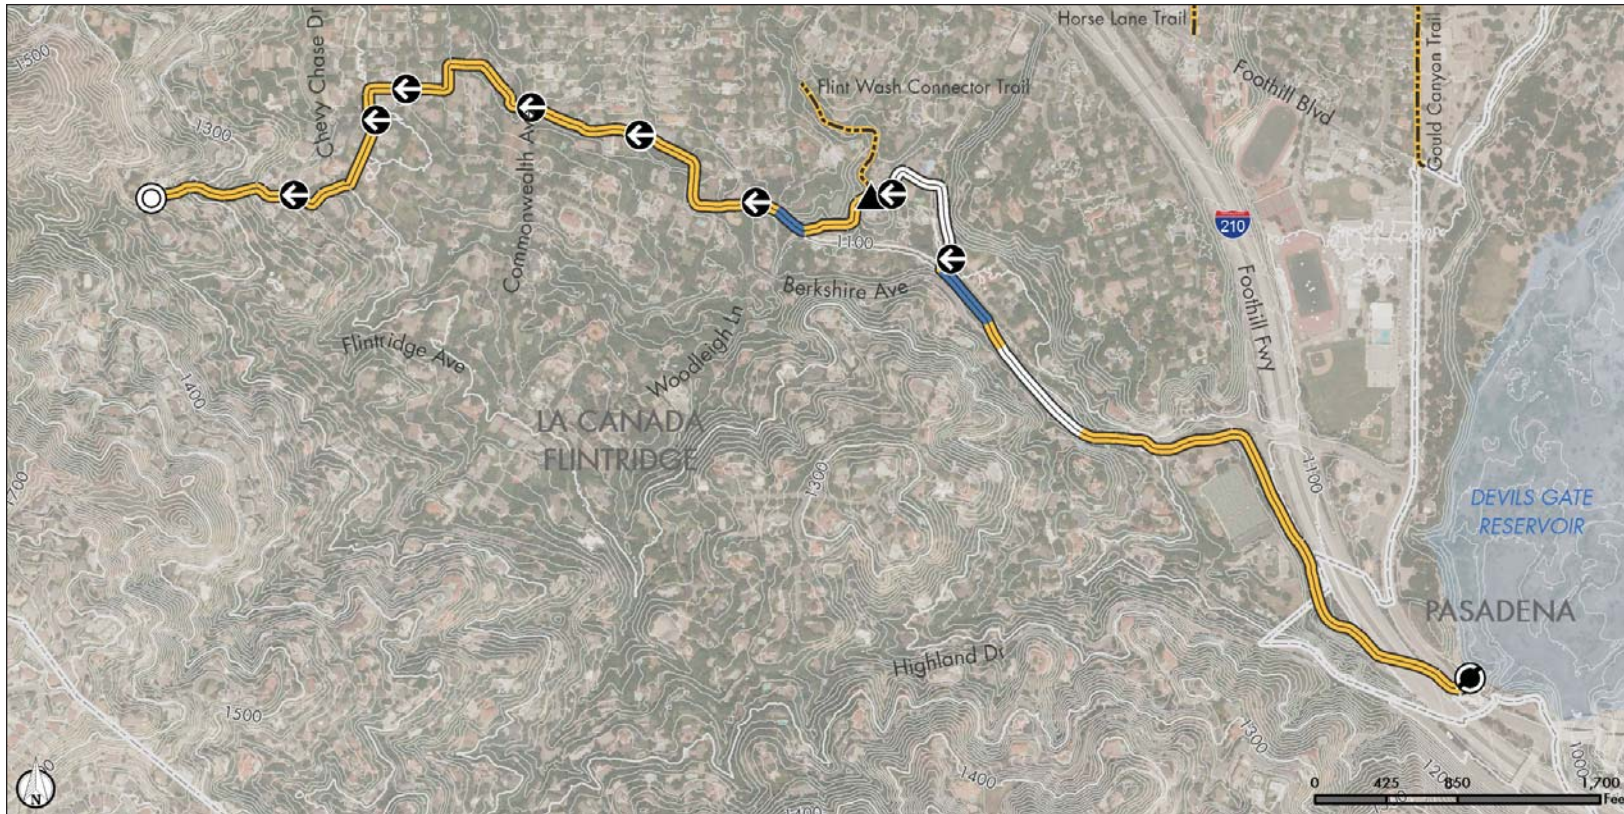 Horse Lane Trail
1500
Chevy Chase Dr
Flint Wash Connector Trail
Foothill Blvd
Gould Canyon Trail
1300
Commonwealth Ave
210
1100
Berkshire Ave
Foothill Fwy
Flintridge Ave
Woodleigh Ln
1400
LA CANADA
FLINTRIDGE
1300
1100
1700
DEVILS GATE
RESERVOIR
PASADENA
Highland Dr
1500
1300
1000
1400
N
0 425 850 1,700
Fee